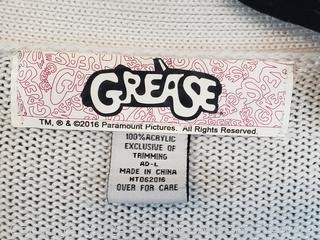 GREASE
TM, ® & ©2016 Paramount Pictures. All Rights Reserved.
100%ACRYLIC
EXCLUSIVE OF
TRIMMING
AD-L
MADE IN CHINA
HT062016
OVER FOR CARE